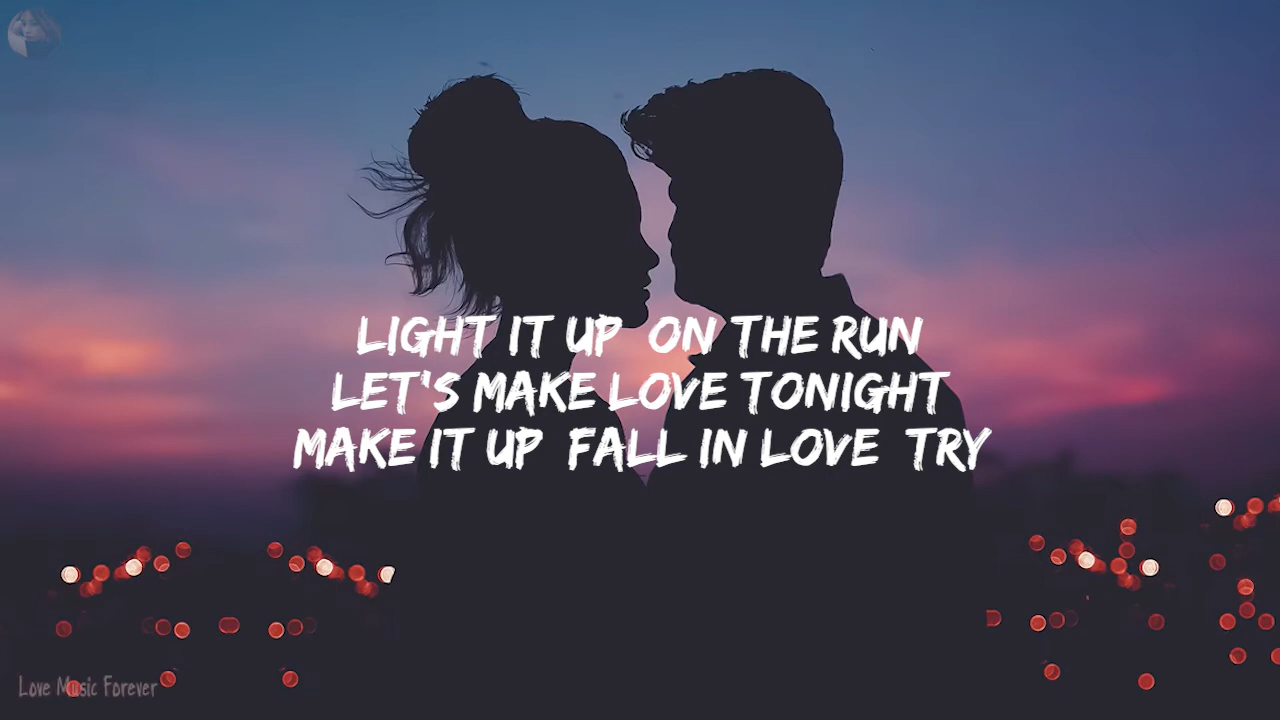 LIGHT IT UP ON THE RUN
LET'S MAKE LOVE TONIGHT
MAKE IT UP FALL IN LOVE TRY
Love Music Forever